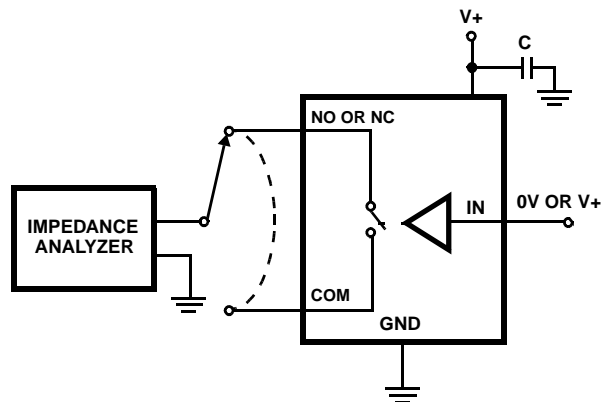 V+
C
NO OR NC
IMPEDANCE
ANALYZER
IN
0V OR V+
COM
GND